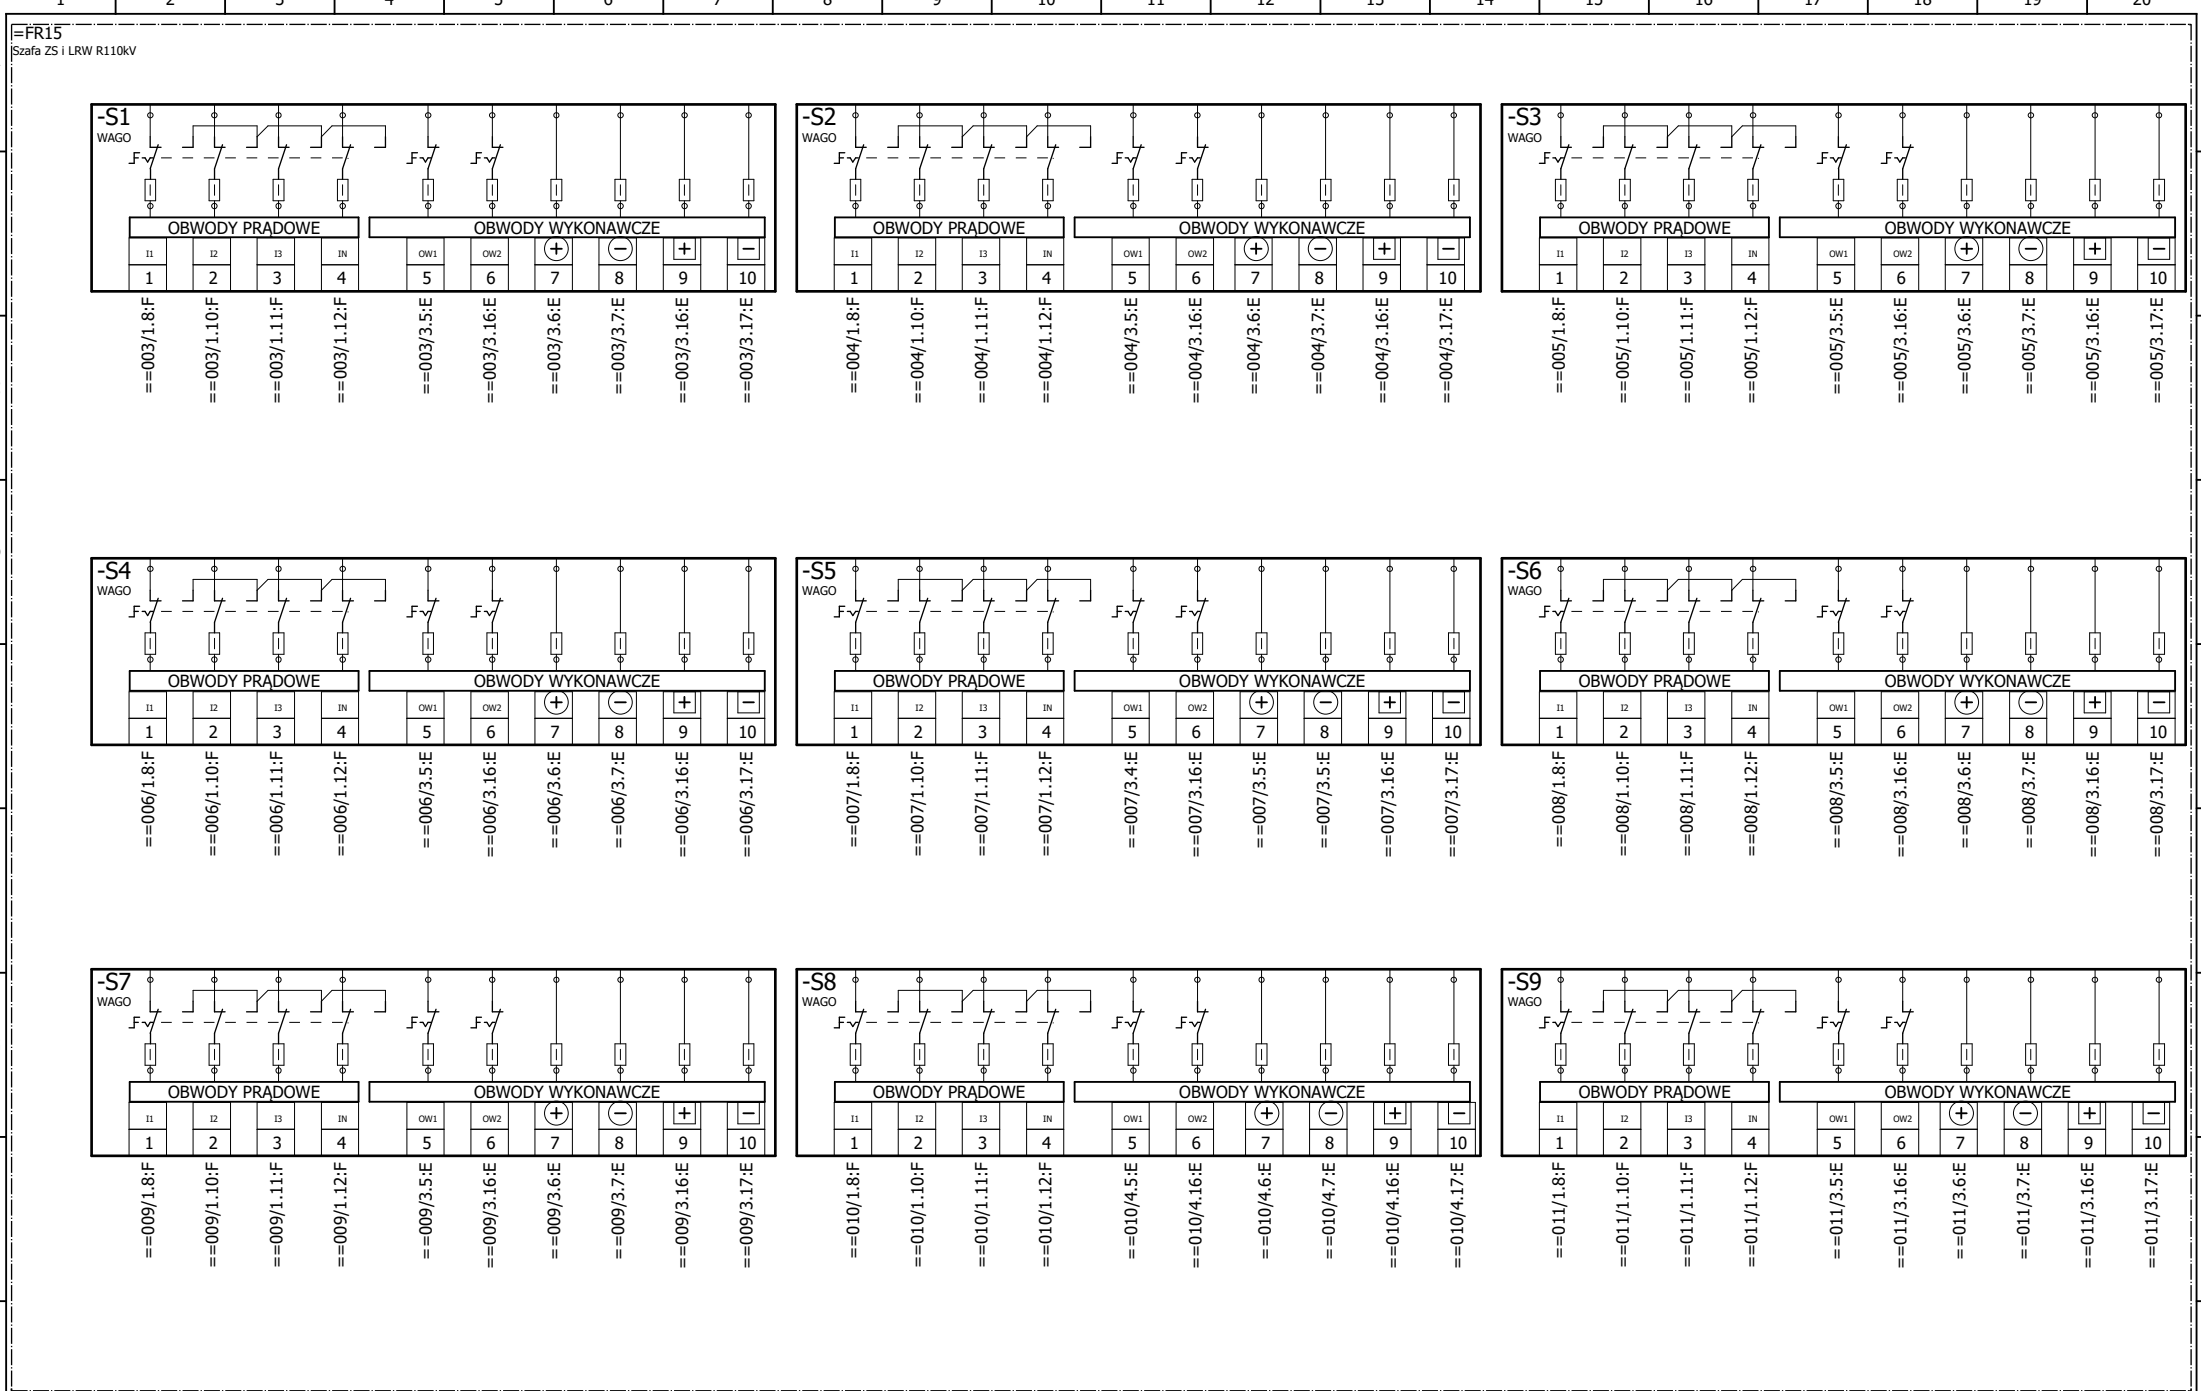 1 2 3 4 5 6 7 8 9 10 11 12 13 14 15 16 17 18 19 20
=FR15
Szafa ZS i LRW R110kV
-S1
WAGO
OBWODY PRĄDOWE OBWODY WYKONAWCZE
I1 I2 I3 IN OW1 OW2 + − + −
1 2 3 4 5 6 7 8 9 10
==003/1.8:F
==003/1.10:F
==003/1.11:F
==003/1.12:F
==003/3.5:E
==003/3.16:E
==003/3.6:E
==003/3.7:E
==003/3.16:E
==003/3.17:E
-S2
WAGO
OBWODY PRĄDOWE OBWODY WYKONAWCZE
I1 I2 I3 IN OW1 OW2 + − + −
1 2 3 4 5 6 7 8 9 10
==004/1.8:F
==004/1.10:F
==004/1.11:F
==004/1.12:F
==004/3.5:E
==004/3.16:E
==004/3.6:E
==004/3.7:E
==004/3.16:E
==004/3.17:E
-S3
WAGO
OBWODY PRĄDOWE OBWODY WYKONAWCZE
I1 I2 I3 IN OW1 OW2 + − + −
1 2 3 4 5 6 7 8 9 10
==005/1.8:F
==005/1.10:F
==005/1.11:F
==005/1.12:F
==005/3.5:E
==005/3.16:E
==005/3.6:E
==005/3.7:E
==005/3.16:E
==005/3.17:E
-S4
WAGO
OBWODY PRĄDOWE OBWODY WYKONAWCZE
I1 I2 I3 IN OW1 OW2 + − + −
1 2 3 4 5 6 7 8 9 10
==006/1.8:F
==006/1.10:F
==006/1.11:F
==006/1.12:F
==006/3.5:E
==006/3.16:E
==006/3.6:E
==006/3.7:E
==006/3.16:E
==006/3.17:E
-S5
WAGO
OBWODY PRĄDOWE OBWODY WYKONAWCZE
I1 I2 I3 IN OW1 OW2 + − + −
1 2 3 4 5 6 7 8 9 10
==007/1.8:F
==007/1.10:F
==007/1.11:F
==007/1.12:F
==007/3.4:E
==007/3.16:E
==007/3.5:E
==007/3.5:E
==007/3.16:E
==007/3.17:E
-S6
WAGO
OBWODY PRĄDOWE OBWODY WYKONAWCZE
I1 I2 I3 IN OW1 OW2 + − + −
1 2 3 4 5 6 7 8 9 10
==008/1.8:F
==008/1.10:F
==008/1.11:F
==008/1.12:F
==008/3.5:E
==008/3.16:E
==008/3.6:E
==008/3.7:E
==008/3.16:E
==008/3.17:E
-S7
WAGO
OBWODY PRĄDOWE OBWODY WYKONAWCZE
I1 I2 I3 IN OW1 OW2 + − + −
1 2 3 4 5 6 7 8 9 10
==009/1.8:F
==009/1.10:F
==009/1.11:F
==009/1.12:F
==009/3.5:E
==009/3.16:E
==009/3.6:E
==009/3.7:E
==009/3.16:E
==009/3.17:E
-S8
WAGO
OBWODY PRĄDOWE OBWODY WYKONAWCZE
I1 I2 I3 IN OW1 OW2 + − + −
1 2 3 4 5 6 7 8 9 10
==010/1.8:F
==010/1.10:F
==010/1.11:F
==010/1.12:F
==010/4.5:E
==010/4.16:E
==010/4.6:E
==010/4.7:E
==010/4.16:E
==010/4.17:E
-S9
WAGO
OBWODY PRĄDOWE OBWODY WYKONAWCZE
I1 I2 I3 IN OW1 OW2 + − + −
1 2 3 4 5 6 7 8 9 10
==011/1.8:F
==011/1.10:F
==011/1.11:F
==011/1.12:F
==011/3.5:E
==011/3.16:E
==011/3.6:E
==011/3.7:E
==011/3.16:E
==011/3.17:E